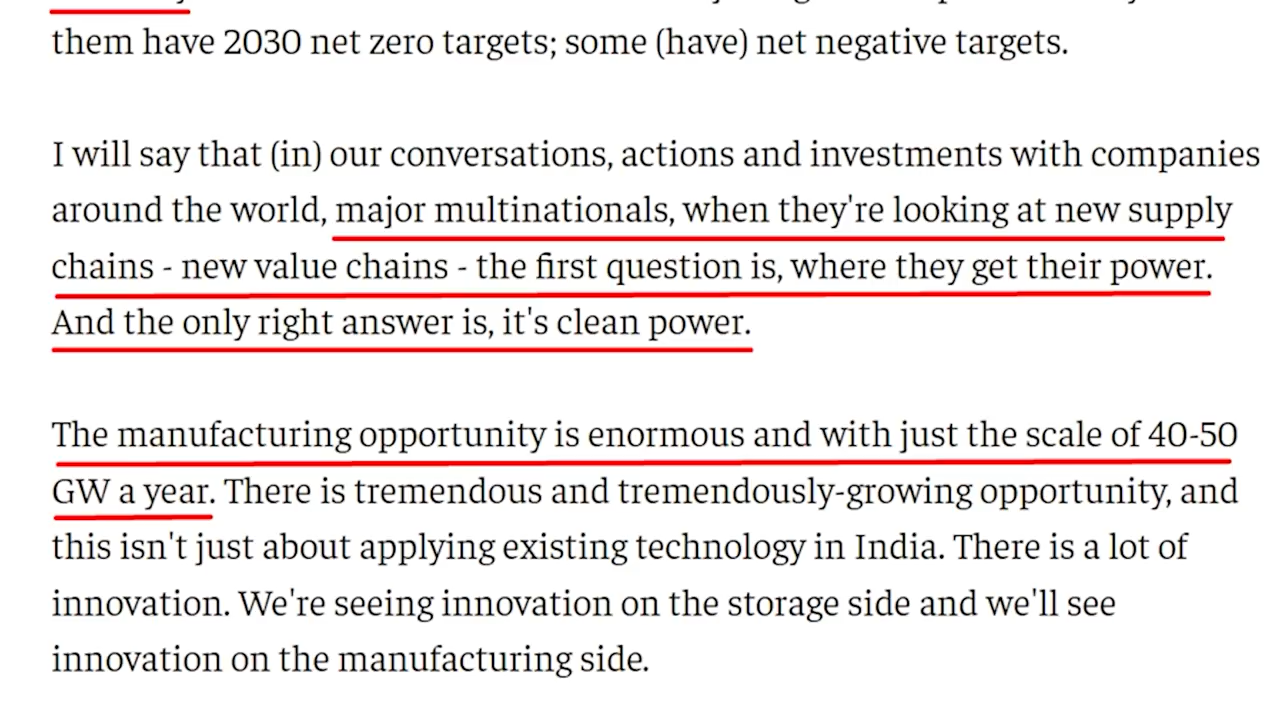 them have 2030 net zero targets; some (have) net negative targets.
I will say that (in) our conversations, actions and investments with companies
around the world, major multinationals, when they're looking at new supply
chains - new value chains - the first question is, where they get their power.
And the only right answer is, it's clean power.
The manufacturing opportunity is enormous and with just the scale of 40-50
GW a year. There is tremendous and tremendously-growing opportunity, and
this isn't just about applying existing technology in India. There is a lot of
innovation. We're seeing innovation on the storage side and we'll see
innovation on the manufacturing side.